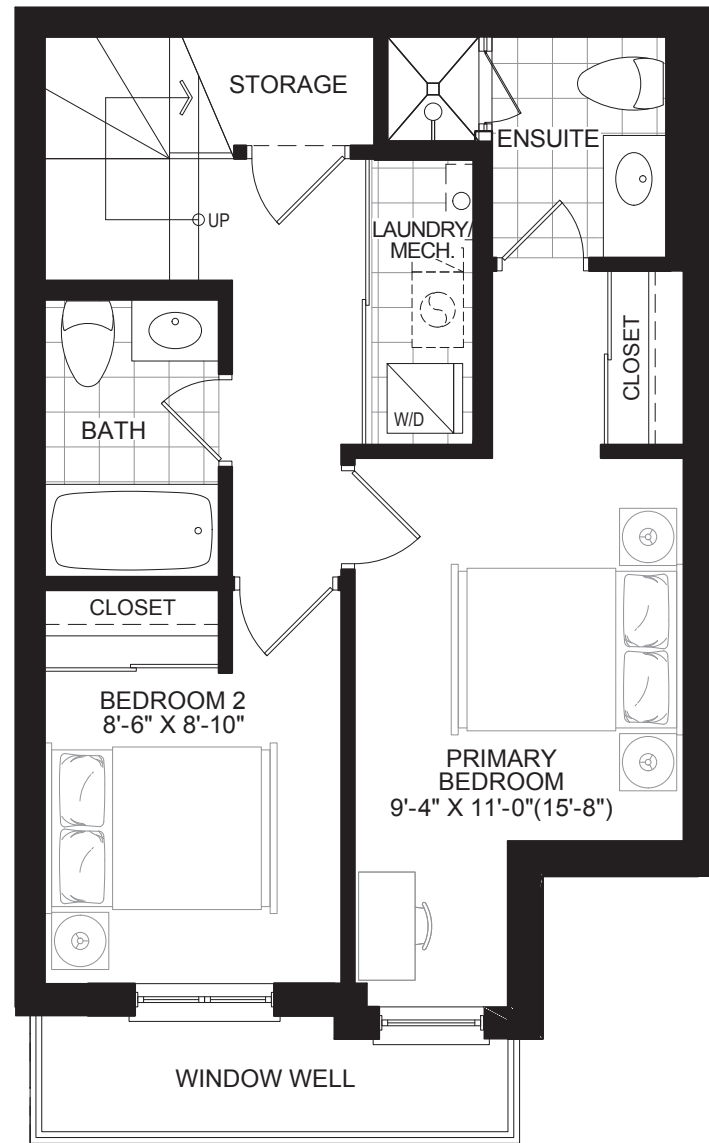 STORAGE
ENSUITE
UP
LAUNDRY/
MECH.
CLOSET
W/D
BATH
CLOSET
BEDROOM 2
8'-6" X 8'-10"
PRIMARY
BEDROOM
9'-4" X 11'-0"(15'-8")
WINDOW WELL